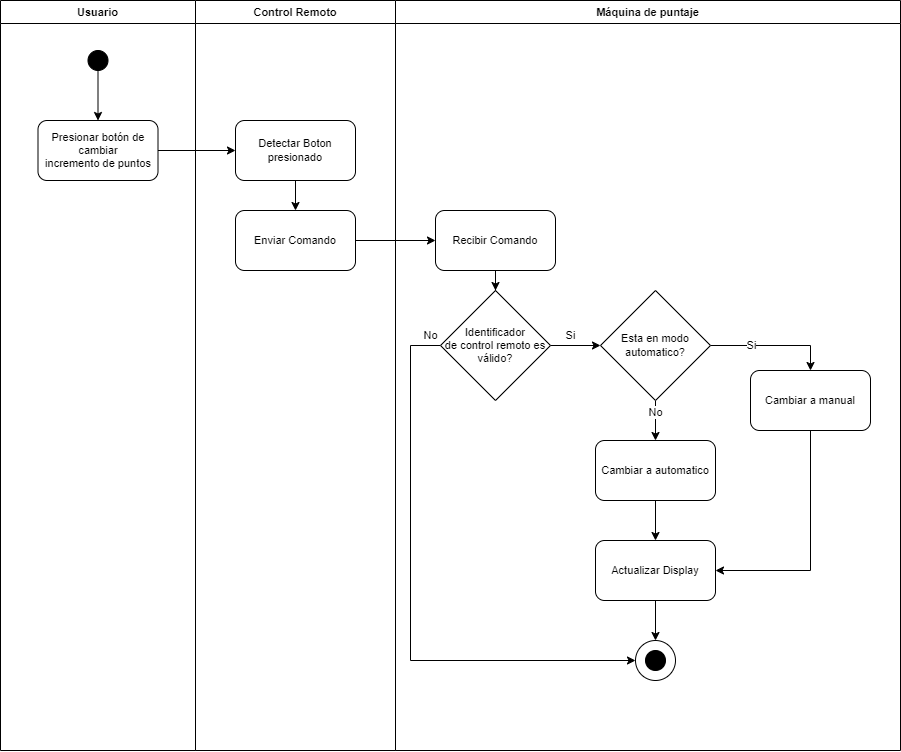 Usuario
Control Remoto
Máquina de puntaje
Presionar botón de
cambiar
incremento de puntos
Detectar Boton
presionado
Enviar Comando
Recibir Comando
No
Identificador
de control remoto es
válido?
Si
Esta en modo
automatico?
Si
Cambiar a manual
No
Cambiar a automatico
Actualizar Display